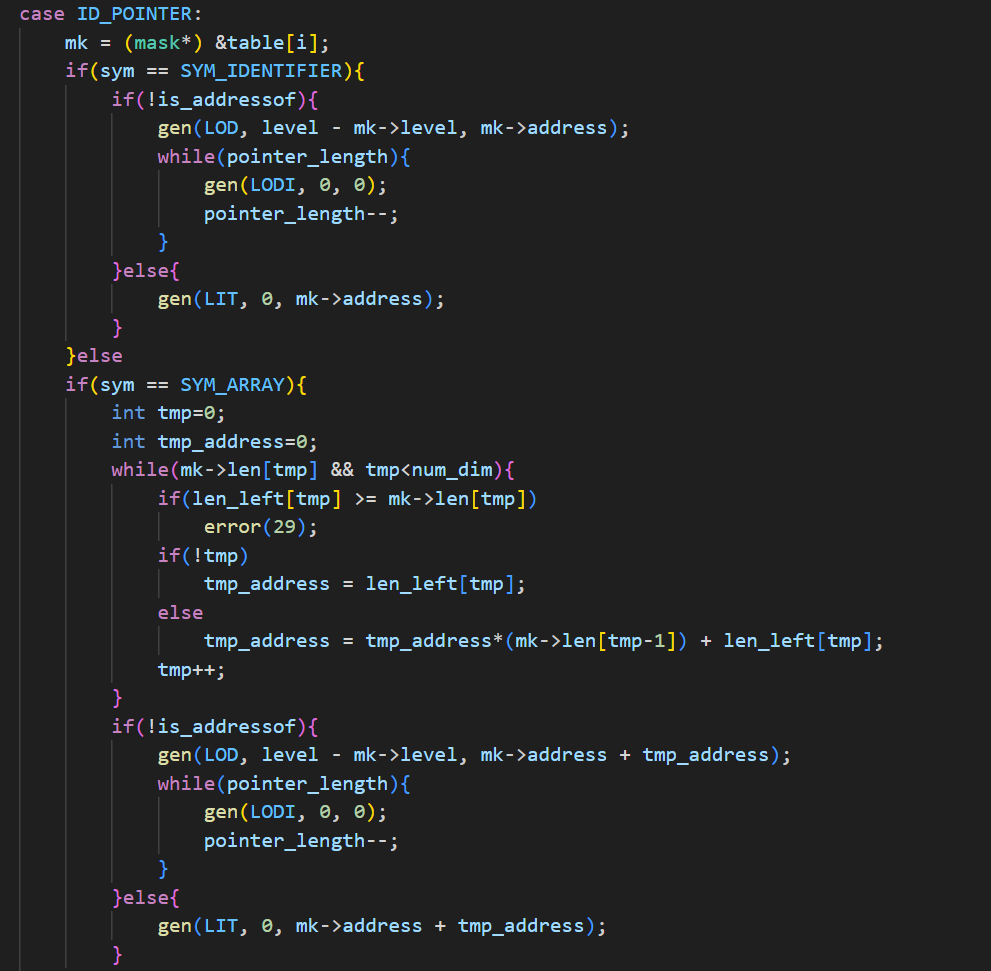 case ID_POINTER:
    mk = (mask*) &table[i];
    if(sym == SYM_IDENTIFIER){
        if(!is_addressof){
            gen(LOD, level - mk->level, mk->address);
            while(pointer_length){
                gen(LODI, 0, 0);
                pointer_length--;
            }
        }else{
            gen(LIT, 0, mk->address);
        }
    }else
    if(sym == SYM_ARRAY){
        int tmp=0;
        int tmp_address=0;
        while(mk->len[tmp] && tmp<num_dim){
            if(len_left[tmp] >= mk->len[tmp])
                error(29);
            if(!tmp)
                tmp_address = len_left[tmp];
            else
                tmp_address = tmp_address*(mk->len[tmp-1]) + len_left[tmp];
            tmp++;
        }
        if(!is_addressof){
            gen(LOD, level - mk->level, mk->address + tmp_address);
            while(pointer_length){
                gen(LODI, 0, 0);
                pointer_length--;
            }
        }else{
            gen(LIT, 0, mk->address + tmp_address);
        }